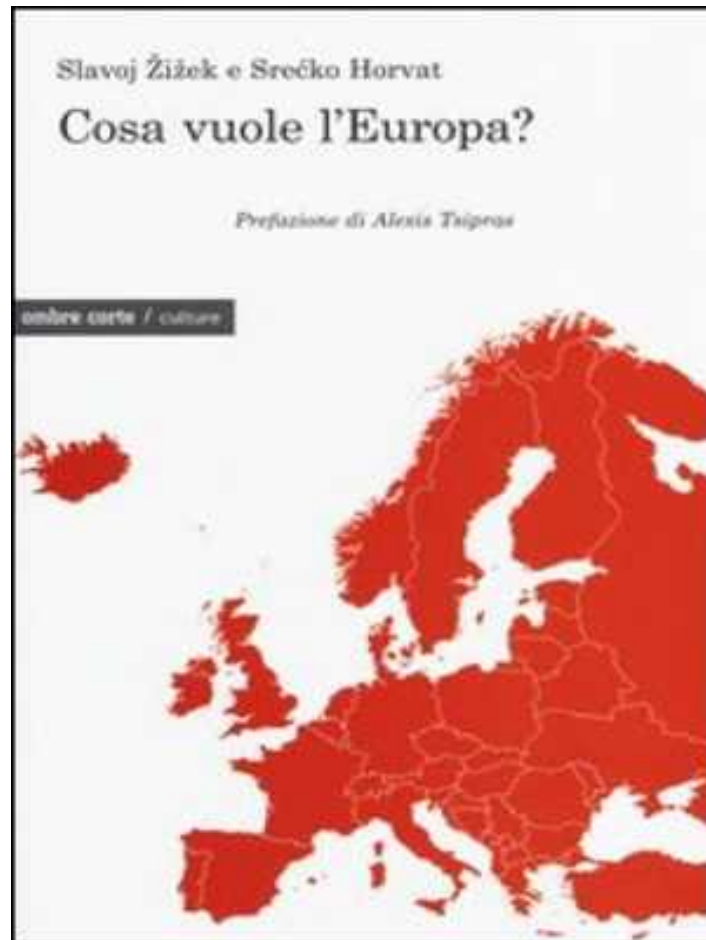 Slavoj Žižek e Srećko Horvat
Cosa vuole l'Europa?
Prefazione di Alexis Tsipras
ombre corte / culture